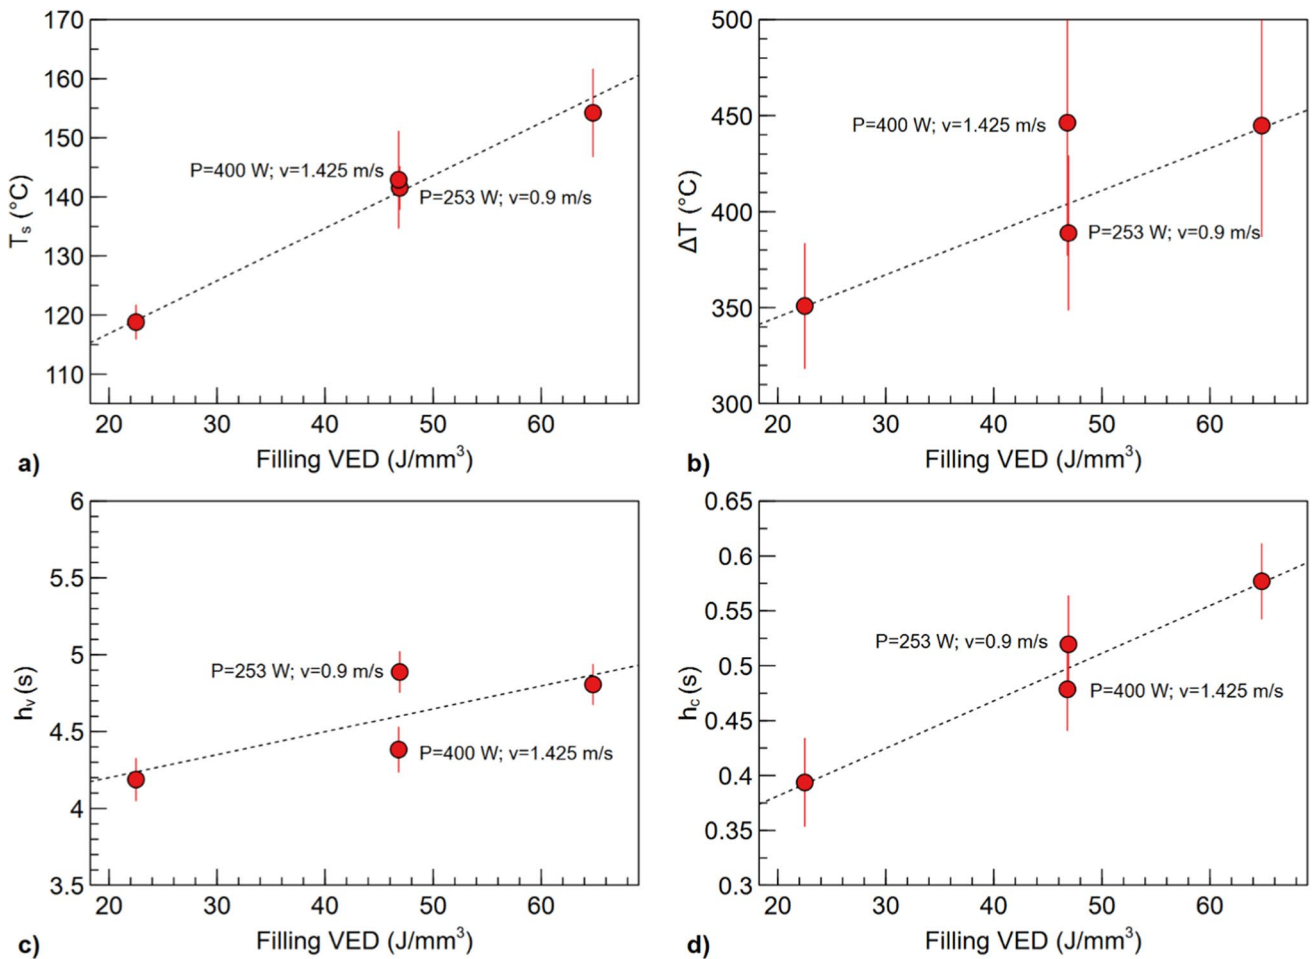 170
160
150
140
130
120
110
T_s (°C)
P=400 W; v=1.425 m/s
P=253 W; v=0.9 m/s
20 30 40 50 60
Filling VED (J/mm³)
a)
500
450
400
350
300
ΔT (°C)
P=400 W; v=1.425 m/s
P=253 W; v=0.9 m/s
20 30 40 50 60
Filling VED (J/mm³)
b)
6
5.5
5
4.5
4
3.5
h_v (s)
P=253 W; v=0.9 m/s
P=400 W; v=1.425 m/s
20 30 40 50 60
Filling VED (J/mm³)
c)
0.65
0.6
0.55
0.5
0.45
0.4
0.35
0.3
h_c (s)
P=253 W; v=0.9 m/s
P=400 W; v=1.425 m/s
20 30 40 50 60
Filling VED (J/mm³)
d)